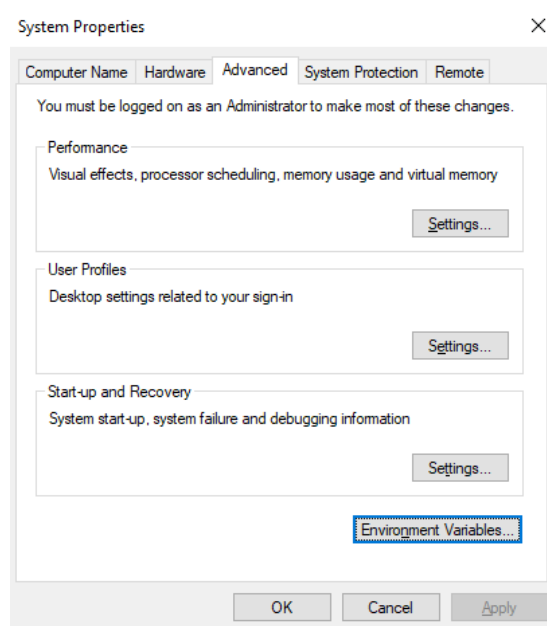 System Properties
Computer Name Hardware Advanced System Protection Remote
You must be logged on as an Administrator to make most of these changes.
Performance
Visual effects, processor scheduling, memory usage and virtual memory
Settings...
User Profiles
Desktop settings related to your sign-in
Settings...
Start-up and Recovery
System start-up, system failure and debugging information
Settings...
Environment Variables...
OK Cancel Apply